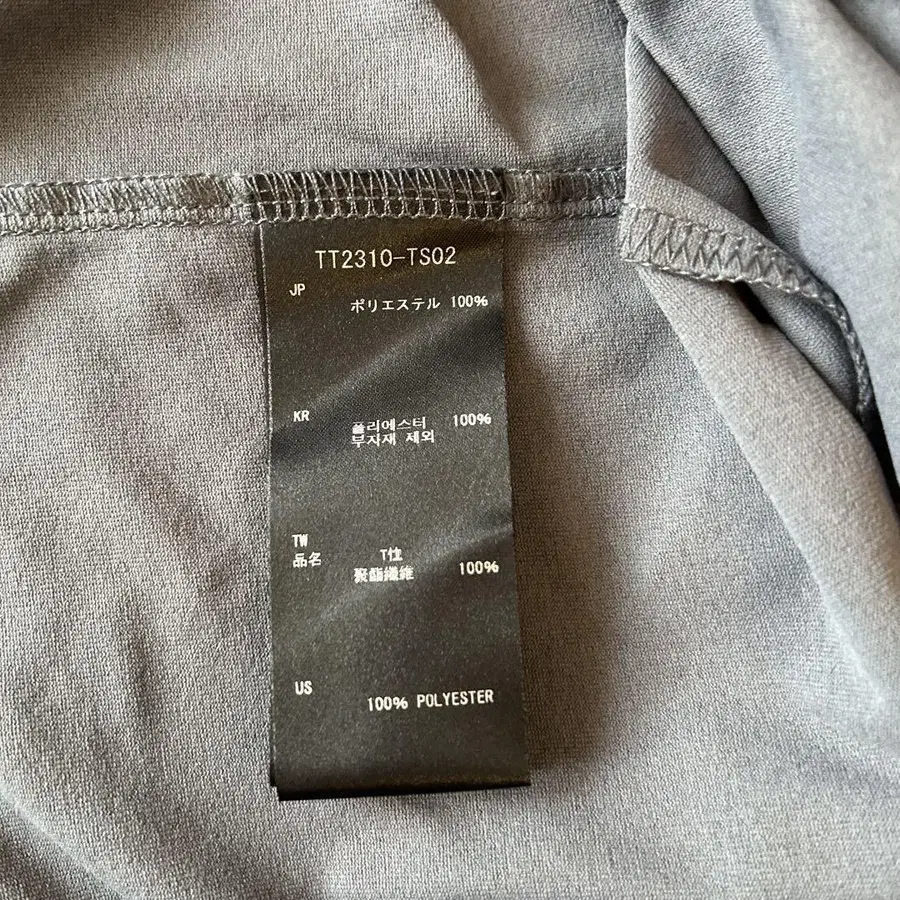 TT2310-TS02
JP
ポリエステル 100%
KR
폴리에스터 100%
부자재 제외
TW
品名 T恤
聚酯纖維 100%
US
100% POLYESTER